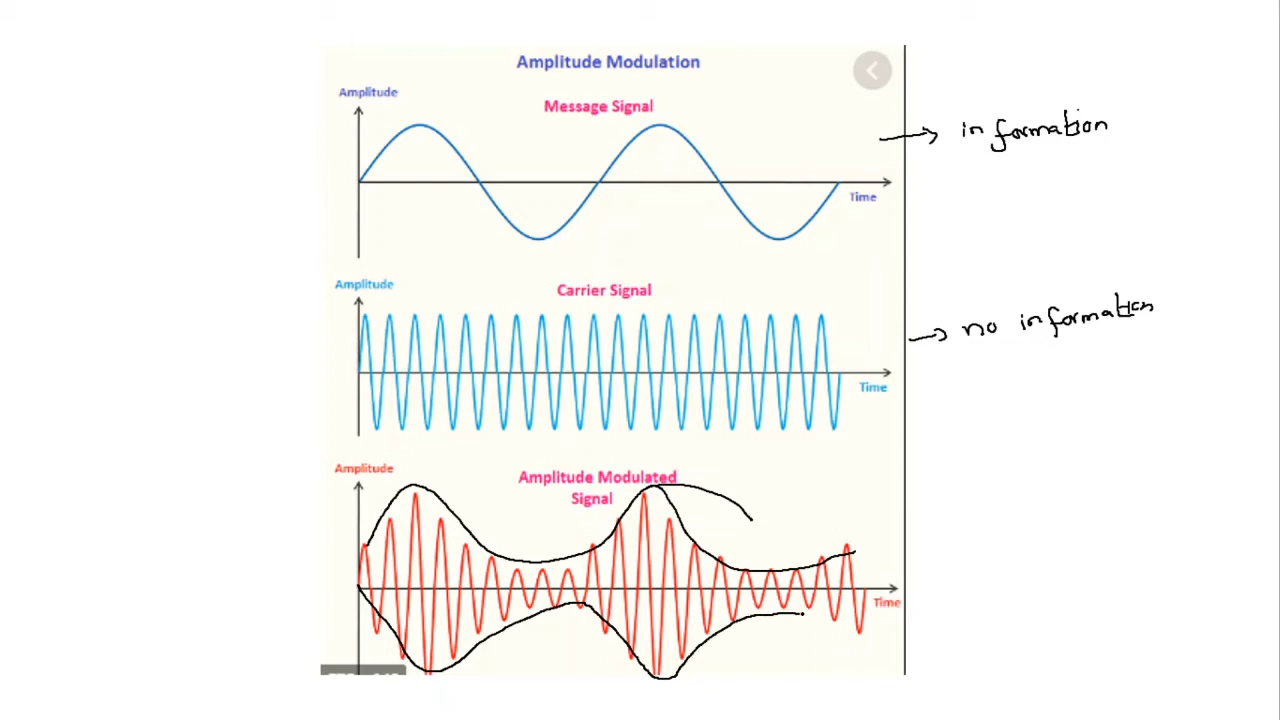 Amplitude Modulation
Amplitude
Message Signal
information
Time
Amplitude
Carrier Signal
no information
Time
Amplitude
Amplitude Modulated
Signal
Time